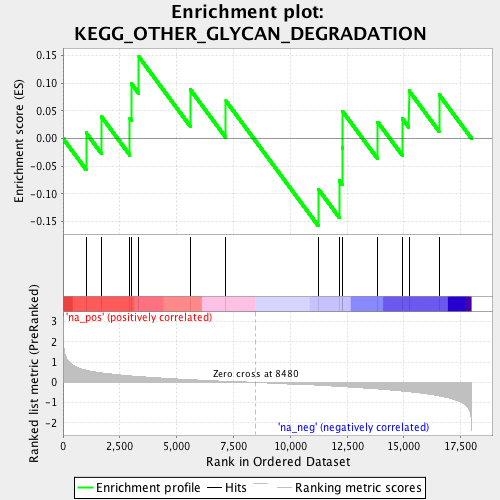 Enrichment plot:
KEGG_OTHER_GLYCAN_DEGRADATION
Enrichment score (ES)
0.15
0.10
0.05
0.00
-0.05
-0.10
-0.15
'na_pos' (positively correlated)
Ranked list metric (PreRanked)
3
2
1
0
-1
-2
Zero cross at 8480
'na_neg' (negatively correlated)
0
2,500
5,000
7,500
10,000
12,500
15,000
17,500
Rank in Ordered Dataset
Enrichment profile
Hits
Ranking metric scores